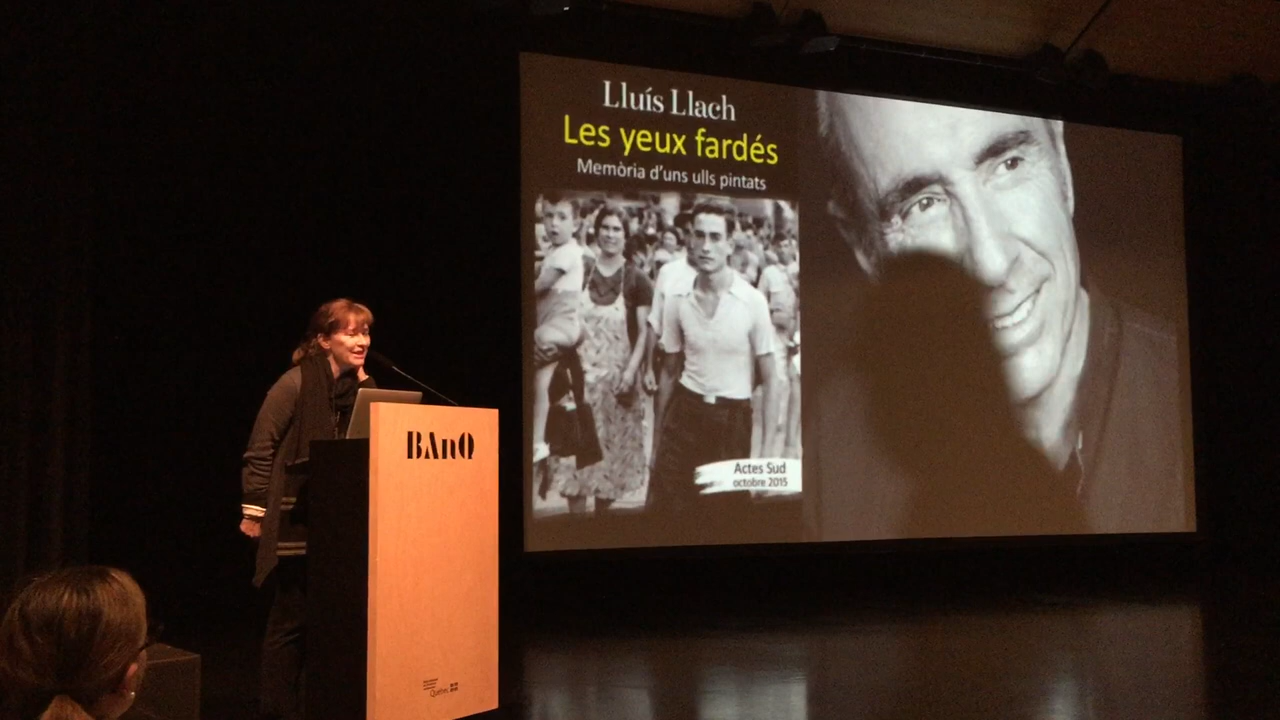 Lluís Llach
Les yeux fardés
Memòria d'uns ulls pintats
Actes Sud
octobre 2015
BAnQ
Québec